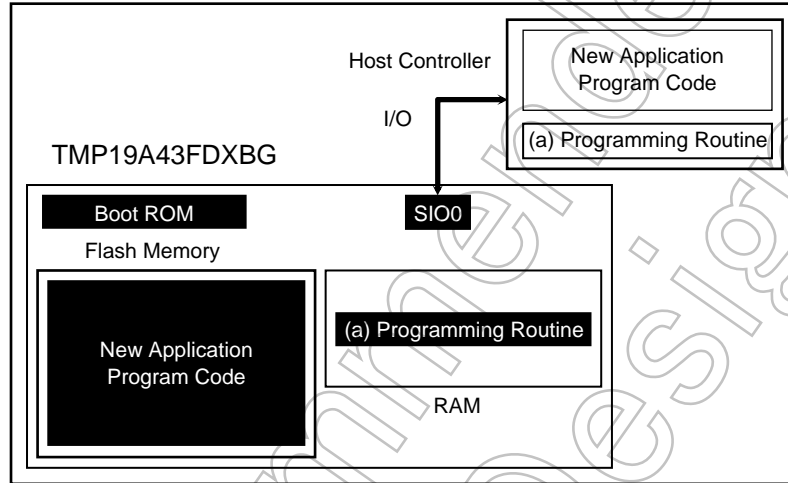 Host Controller
New Application
Program Code
I/O
(a) Programming Routine
TMP19A43FDXBG
Boot ROM
SIO0
Flash Memory
New Application
Program Code
(a) Programming Routine
RAM